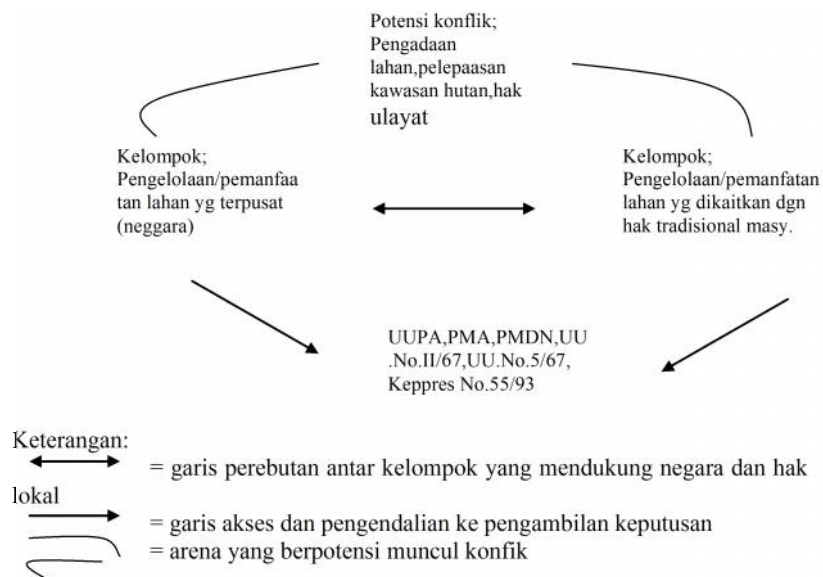 Potensi konflik;
Pengadaan
lahan,pelepaasan
kawasan hutan,hak
ulayat
Kelompok;
Pengelolaan/pemanfaa
tan lahan yg terpusat
(neggara)
Kelompok;
Pengelolaan/pemanfatan
lahan yg dikaitkan dgn
hak tradisional masy.
UUPA,PMA,PMDN,UU
.No.II/67,UU.No.5/67,
Keppres No.55/93
Keterangan:
= garis perebutan antar kelompok yang mendukung negara dan hak
lokal
= garis akses dan pengendalian ke pengambilan keputusan
= arena yang berpotensi muncul konfik